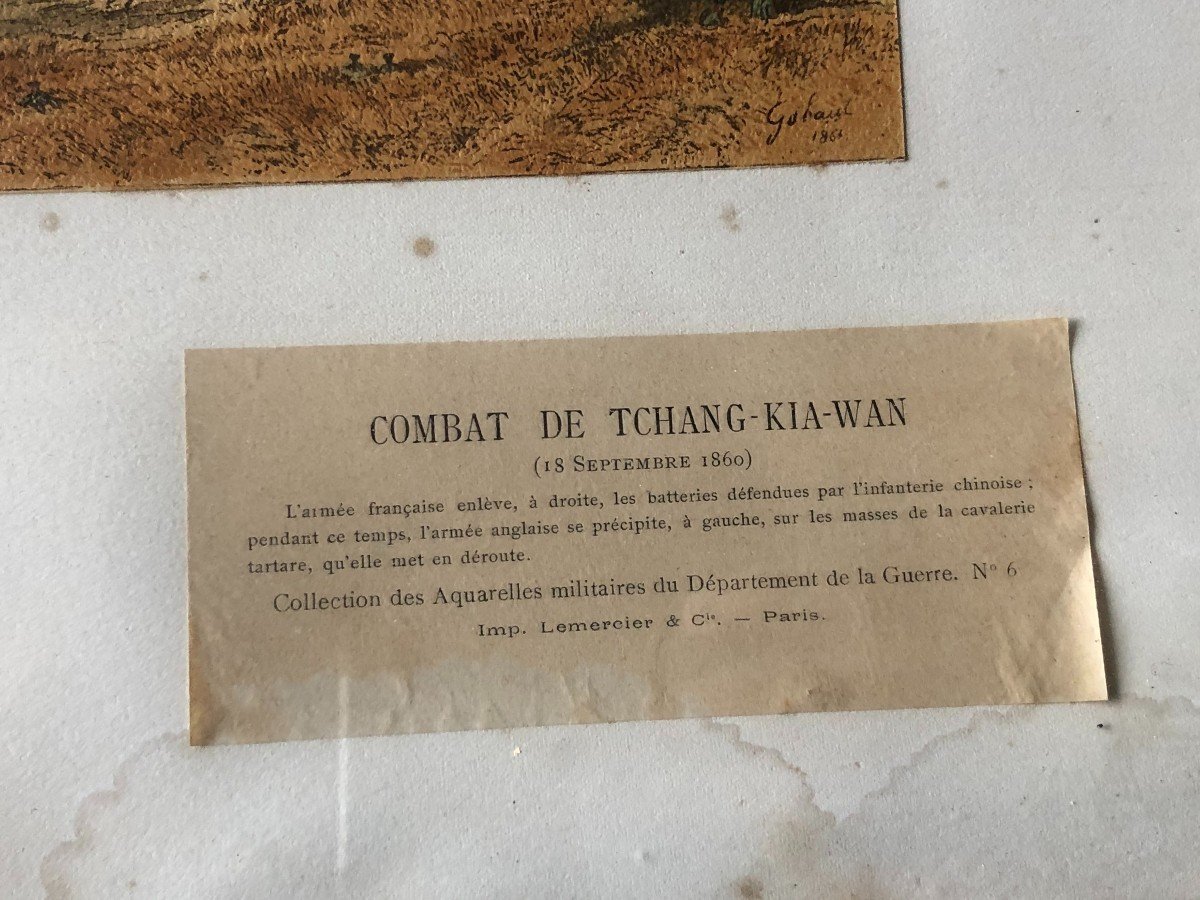 Gobaut
1861
COMBAT DE TCHANG-KIA-WAN
(18 SEPTEMBRE 1860)
L'armée française enlève, à droite, les batteries défendues par l'infanterie chinoise ;
pendant ce temps, l'armée anglaise se précipite, à gauche, sur les masses de la cavalerie
tartare, qu'elle met en déroute.
Collection des Aquarelles militaires du Département de la Guerre. N° 6
Imp. Lemercier & Cie. — Paris.